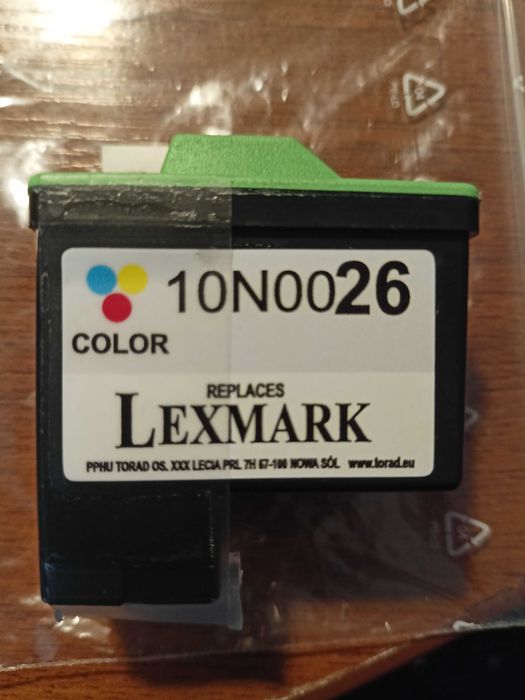 COLOR
10N0026
REPLACES
LEXMARK
PPHU TORAD OS. XXX LECIA PRL 7H 67-100 NOWA SÓL www.torad.eu